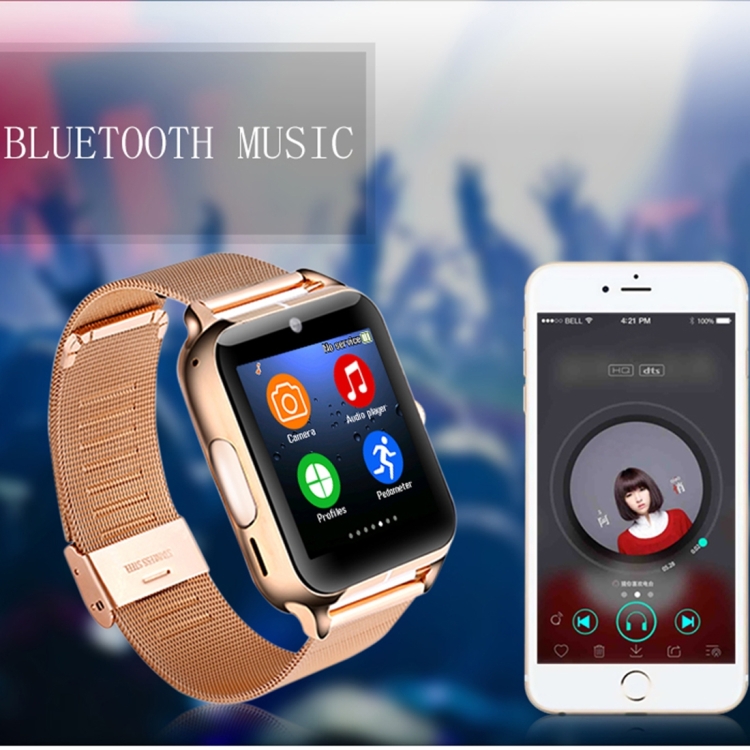 BLUETOOTH MUSIC
No service
Camera
Audio player
Profiles
Pedometer
BELL
4:21 PM
100%
HQ
dts